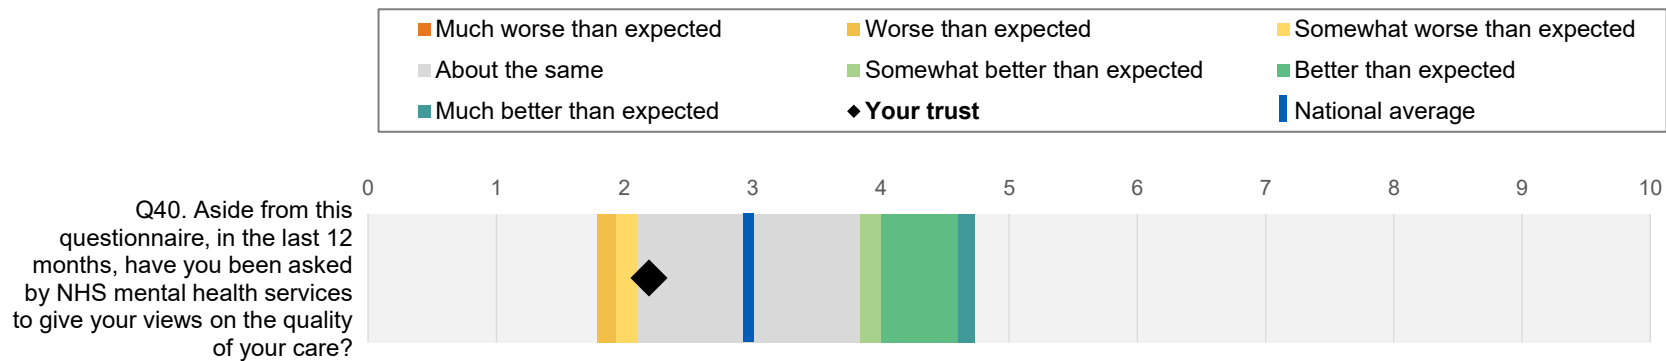 Much worse than expected
Worse than expected
Somewhat worse than expected
About the same
Somewhat better than expected
Better than expected
Much better than expected
Your trust
National average
0 1 2 3 4 5 6 7 8 9 10
Q40. Aside from this
questionnaire, in the last 12
months, have you been asked
by NHS mental health services
to give your views on the quality
of your care?